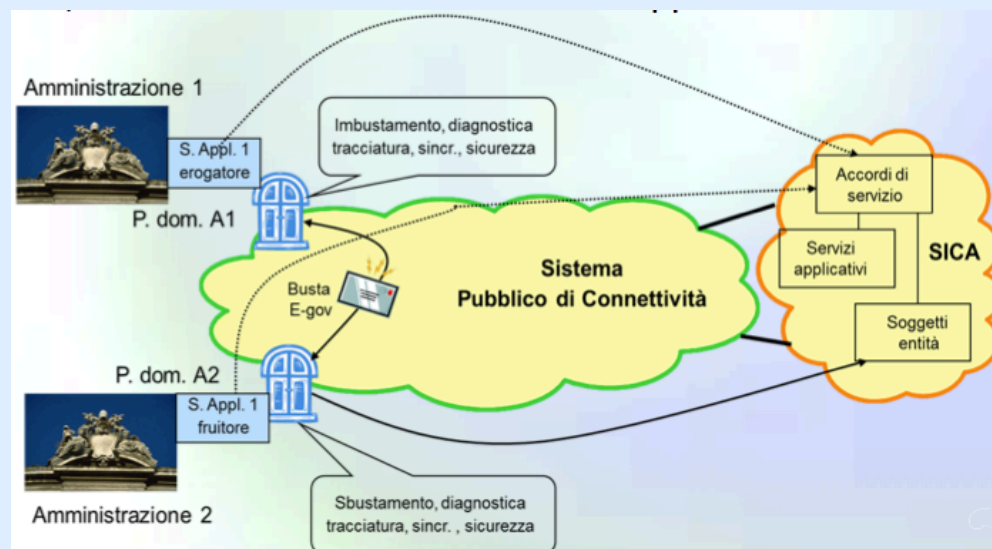 Amministrazione 1
S. Appl. 1
erogatore
P. dom. A1
Imbustamento, diagnostica
tracciatura, sincr., sicurezza
Accordi di
servizio
Servizi
applicativi
SICA
Soggetti
entità
Sistema
Pubblico di Connettività
Busta
E-gov
P. dom. A2
S. Appl. 1
fruitore
Amministrazione 2
Sbustamento, diagnostica
tracciatura, sincr. , sicurezza